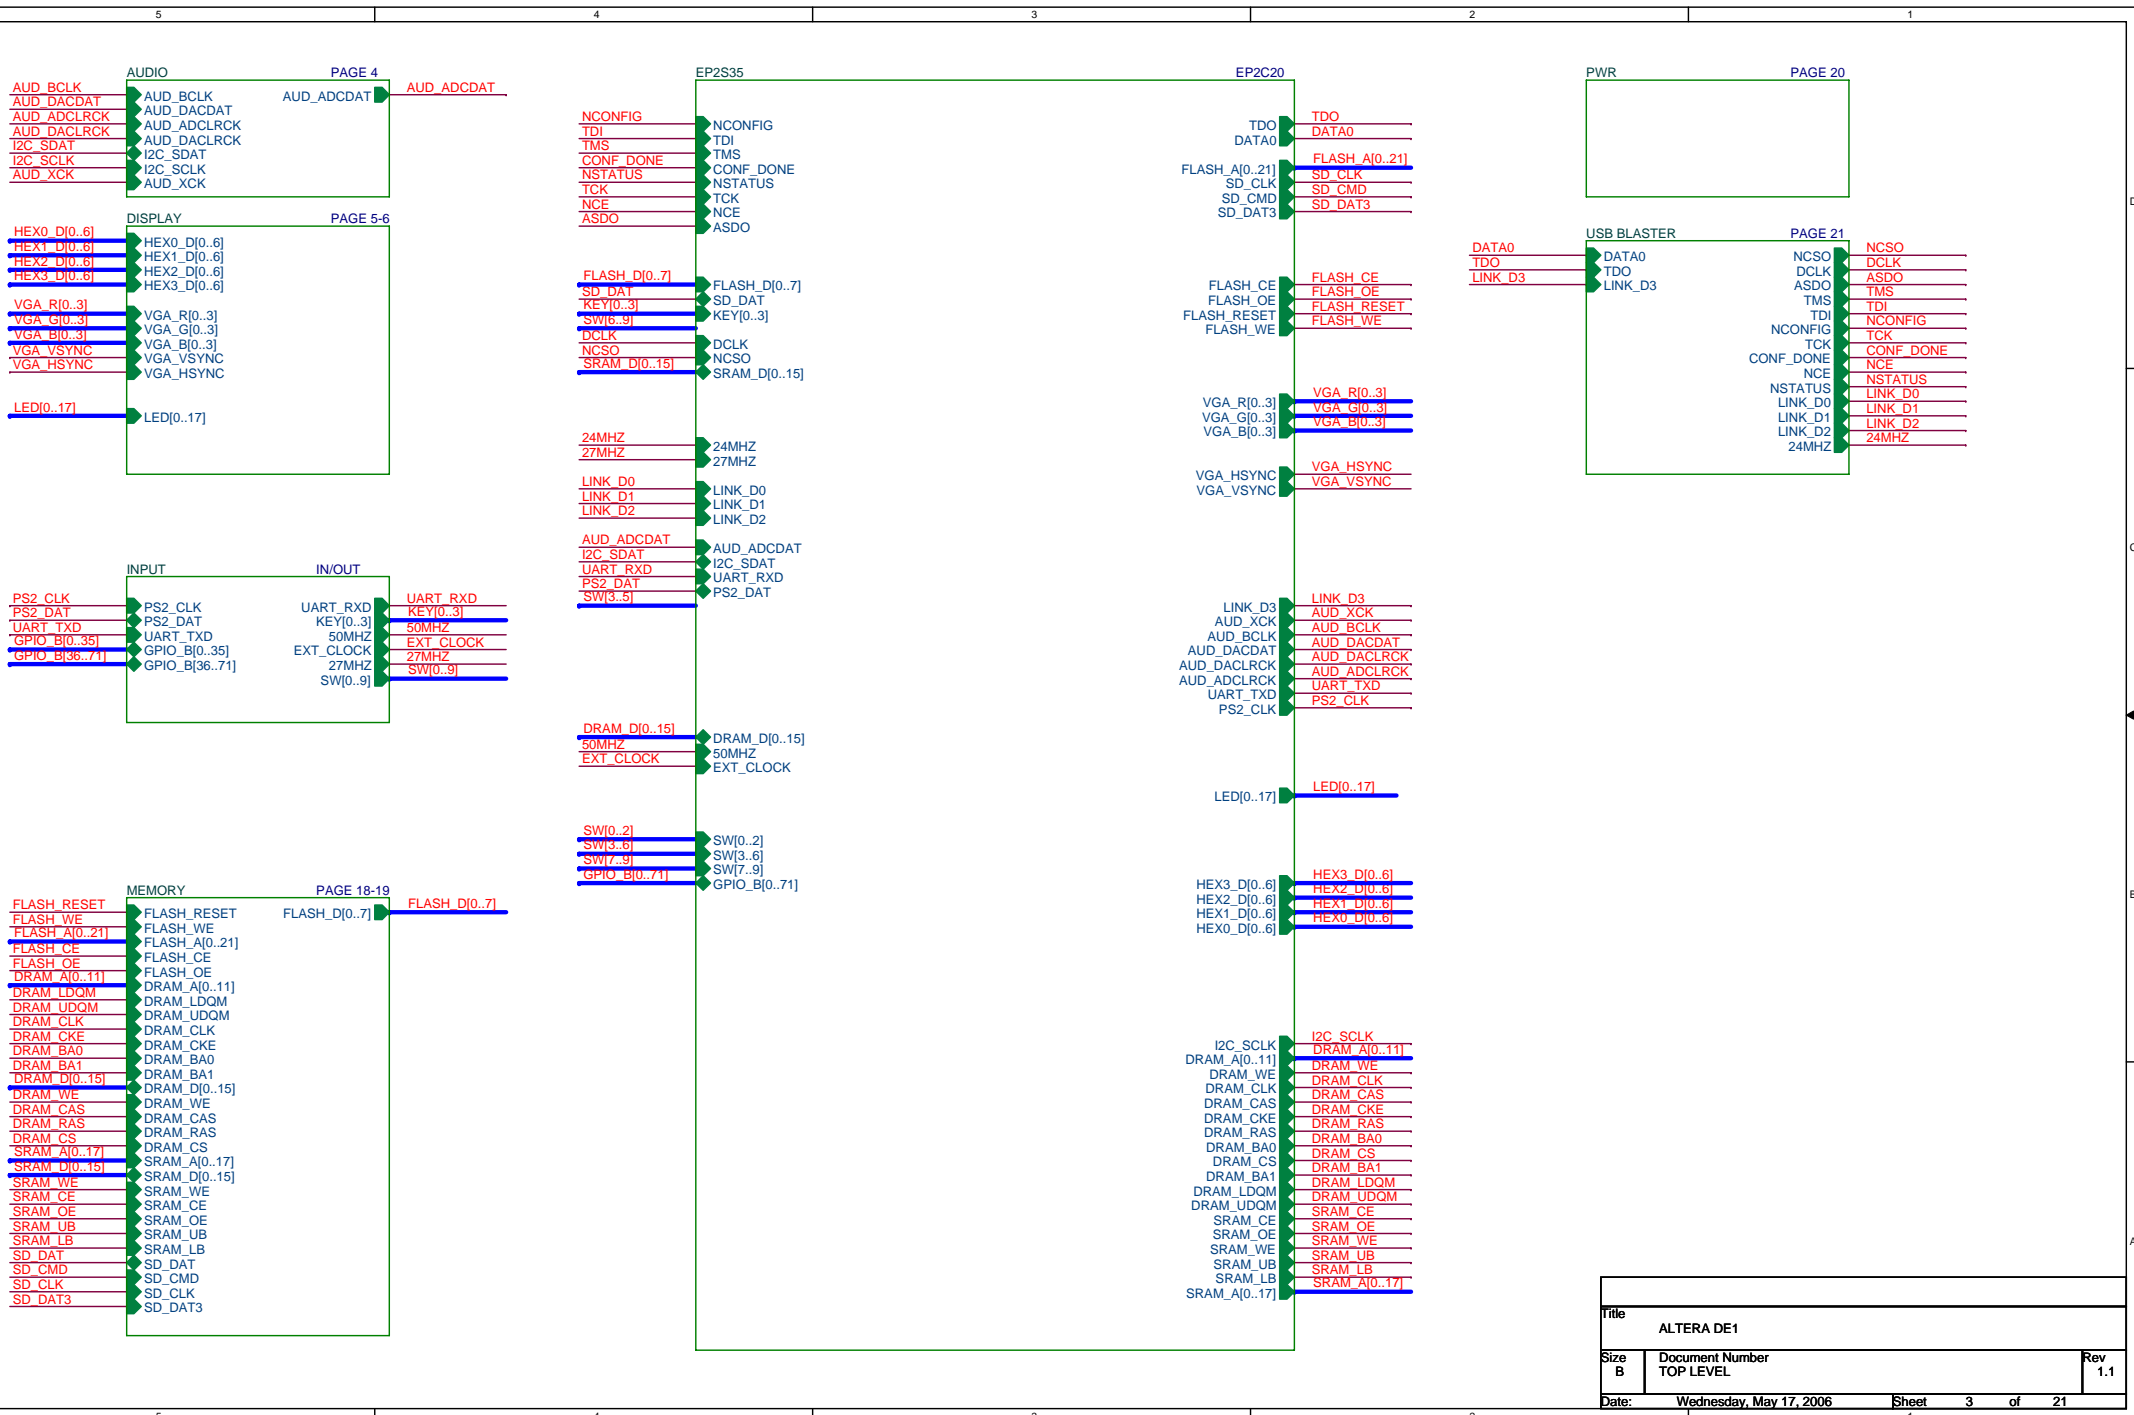 5 4 3 2 1
AUDIO PAGE 4
AUD_BCLK AUD_BCLK AUD_ADCDAT AUD_ADCDAT
AUD_DACDAT AUD_DACDAT
AUD_ADCLRCK AUD_ADCLRCK
AUD_DACLRCK AUD_DACLRCK
I2C_SDAT I2C_SDAT
I2C_SCLK I2C_SCLK
AUD_XCK AUD_XCK
DISPLAY PAGE 5-6
HEX0_D[0..6] HEX0_D[0..6]
HEX1_D[0..6] HEX1_D[0..6]
HEX2_D[0..6] HEX2_D[0..6]
HEX3_D[0..6] HEX3_D[0..6]
VGA_R[0..3] VGA_R[0..3]
VGA_G[0..3] VGA_G[0..3]
VGA_B[0..3] VGA_B[0..3]
VGA_VSYNC VGA_VSYNC
VGA_HSYNC VGA_HSYNC
LED[0..17] LED[0..17]
INPUT IN/OUT
PS2_CLK PS2_CLK UART_RXD UART_RXD
PS2_DAT PS2_DAT KEY[0..3] KEY[0..3]
UART_TXD UART_TXD 50MHZ 50MHZ
GPIO_B[0..35] GPIO_B[0..35] EXT_CLOCK EXT_CLOCK
GPIO_B[36..71] GPIO_B[36..71] 27MHZ 27MHZ
SW[0..9] SW[0..9]
MEMORY PAGE 18-19
FLASH_RESET FLASH_RESET FLASH_D[0..7] FLASH_D[0..7]
FLASH_WE FLASH_WE
FLASH_A[0..21] FLASH_A[0..21]
FLASH_CE FLASH_CE
FLASH_OE FLASH_OE
DRAM_A[0..11] DRAM_A[0..11]
DRAM_LDQM DRAM_LDQM
DRAM_UDQM DRAM_UDQM
DRAM_CLK DRAM_CLK
DRAM_CKE DRAM_CKE
DRAM_BA0 DRAM_BA0
DRAM_BA1 DRAM_BA1
DRAM_D[0..15] DRAM_D[0..15]
DRAM_WE DRAM_WE
DRAM_CAS DRAM_CAS
DRAM_RAS DRAM_RAS
DRAM_CS DRAM_CS
SRAM_A[0..17] SRAM_A[0..17]
SRAM_D[0..15] SRAM_D[0..15]
SRAM_WE SRAM_WE
SRAM_CE SRAM_CE
SRAM_OE SRAM_OE
SRAM_UB SRAM_UB
SRAM_LB SRAM_LB
SD_DAT SD_DAT
SD_CMD SD_CMD
SD_CLK SD_CLK
SD_DAT3 SD_DAT3
EP2S35 EP2C20
NCONFIG NCONFIG
TDI TDI
TMS TMS
CONF_DONE CONF_DONE
NSTATUS NSTATUS
TCK TCK
NCE NCE
ASDO ASDO
FLASH_D[0..7] FLASH_D[0..7]
SD_DAT SD_DAT
KEY[0..3] KEY[0..3]
SW[6..9]
DCLK DCLK
NCSO NCSO
SRAM_D[0..15] SRAM_D[0..15]
24MHZ 24MHZ
27MHZ 27MHZ
LINK_D0 LINK_D0
LINK_D1 LINK_D1
LINK_D2 LINK_D2
AUD_ADCDAT AUD_ADCDAT
I2C_SDAT I2C_SDAT
UART_RXD UART_RXD
PS2_DAT PS2_DAT
SW[3..5]
DRAM_D[0..15] DRAM_D[0..15]
50MHZ 50MHZ
EXT_CLOCK EXT_CLOCK
SW[0..2] SW[0..2]
SW[3..6] SW[3..6]
SW[7..9] SW[7..9]
GPIO_B[0..71] GPIO_B[0..71]
TDO TDO
DATA0 DATA0
FLASH_A[0..21] FLASH_A[0..21]
SD_CLK SD_CLK
SD_CMD SD_CMD
SD_DAT3 SD_DAT3
FLASH_CE FLASH_CE
FLASH_OE FLASH_OE
FLASH_RESET FLASH_RESET
FLASH_WE FLASH_WE
VGA_R[0..3] VGA_R[0..3]
VGA_G[0..3] VGA_G[0..3]
VGA_B[0..3] VGA_B[0..3]
VGA_HSYNC VGA_HSYNC
VGA_VSYNC VGA_VSYNC
LINK_D3 LINK_D3
AUD_XCK AUD_XCK
AUD_BCLK AUD_BCLK
AUD_DACDAT AUD_DACDAT
AUD_DACLRCK AUD_DACLRCK
AUD_ADCLRCK AUD_ADCLRCK
UART_TXD UART_TXD
PS2_CLK PS2_CLK
LED[0..17] LED[0..17]
HEX3_D[0..6] HEX3_D[0..6]
HEX2_D[0..6] HEX2_D[0..6]
HEX1_D[0..6] HEX1_D[0..6]
HEX0_D[0..6] HEX0_D[0..6]
I2C_SCLK I2C_SCLK
DRAM_A[0..11] DRAM_A[0..11]
DRAM_WE DRAM_WE
DRAM_CLK DRAM_CLK
DRAM_CAS DRAM_CAS
DRAM_CKE DRAM_CKE
DRAM_RAS DRAM_RAS
DRAM_BA0 DRAM_BA0
DRAM_CS DRAM_CS
DRAM_BA1 DRAM_BA1
DRAM_LDQM DRAM_LDQM
DRAM_UDQM DRAM_UDQM
SRAM_CE SRAM_CE
SRAM_OE SRAM_OE
SRAM_WE SRAM_WE
SRAM_UB SRAM_UB
SRAM_LB SRAM_LB
SRAM_A[0..17] SRAM_A[0..17]
PWR PAGE 20
USB BLASTER PAGE 21
DATA0 DATA0 NCSO NCSO
TDO TDO DCLK DCLK
LINK_D3 LINK_D3 ASDO ASDO
TMS TMS
TDI TDI
NCONFIG NCONFIG
TCK TCK
CONF_DONE CONF_DONE
NCE NCE
NSTATUS NSTATUS
LINK_D0 LINK_D0
LINK_D1 LINK_D1
LINK_D2 LINK_D2
24MHZ 24MHZ
Title
ALTERA DE1
Size Document Number Rev
B TOP LEVEL 1.1
Date: Wednesday, May 17, 2006 Sheet 3 of 21